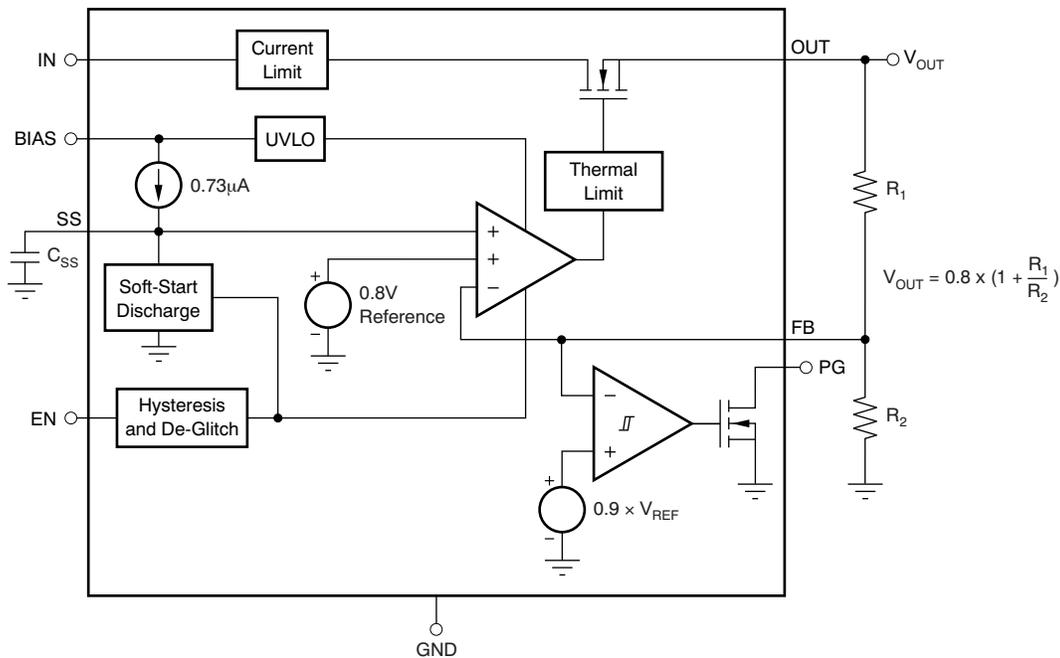 IN
Current
Limit
OUT
V_OUT
BIAS
UVLO
0.73µA
Thermal
Limit
R_1
SS
C_SS
+
+
−
Soft-Start
Discharge
+
−
0.8V
Reference
V_OUT = 0.8 x (1 + R_1/R_2)
FB
PG
EN
Hysteresis
and De-Glitch
−
+
R_2
+
−
0.9 × V_REF
GND